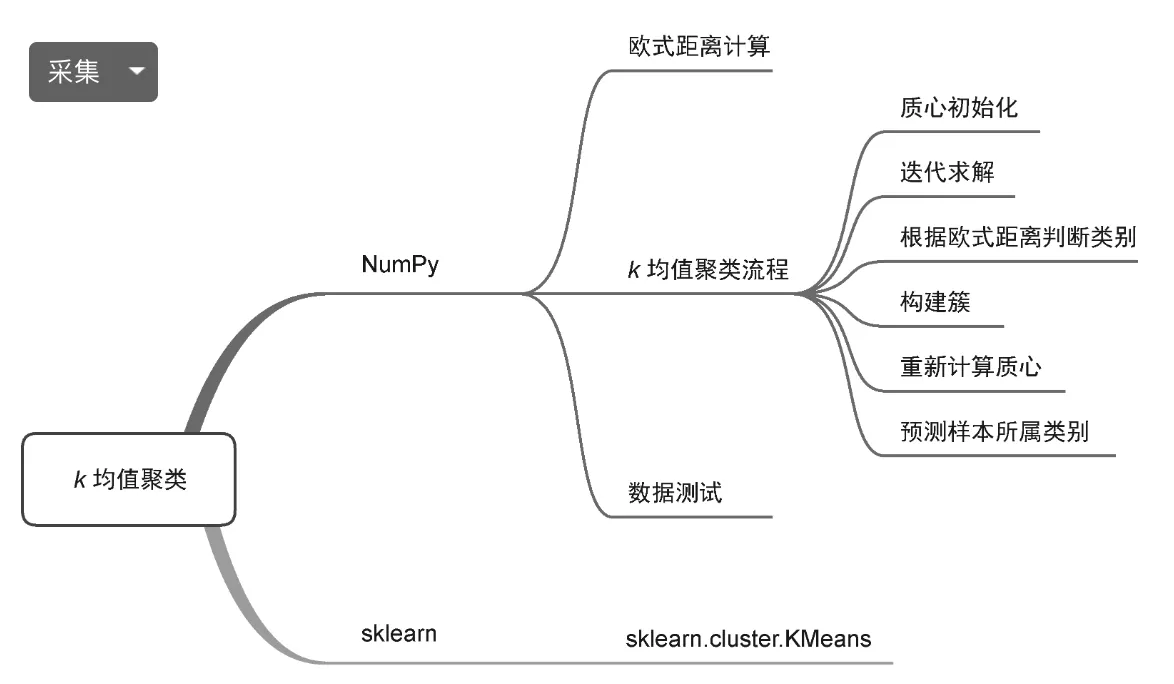 采集
欧式距离计算
质心初始化
迭代求解
根据欧式距离判断类别
NumPy
k 均值聚类流程
构建簇
重新计算质心
预测样本所属类别
k 均值聚类
数据测试
sklearn
sklearn.cluster.KMeans